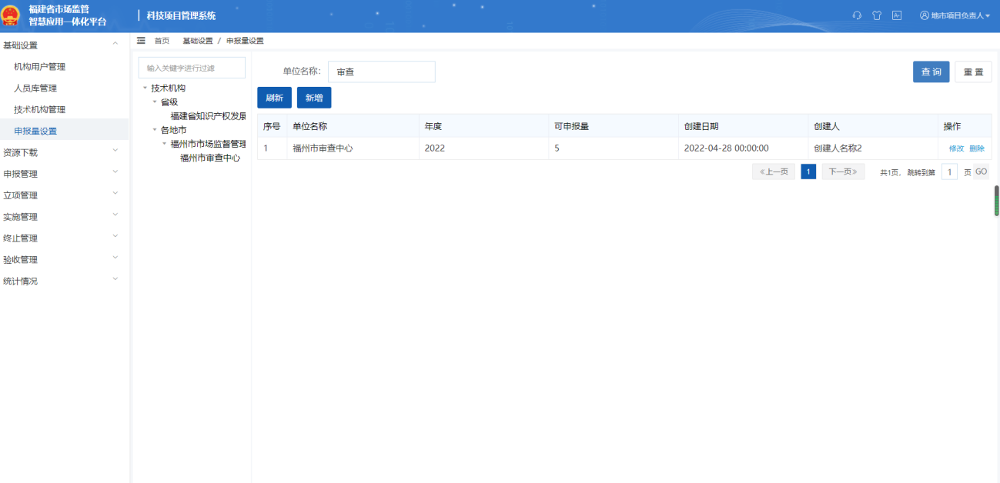 福建省市场监管
智慧应用一体化平台
科技项目管理系统
地市项目负责人
基础设置
机构用户管理
人员库管理
技术机构管理
申报量设置
资源下载
申报管理
立项管理
实施管理
终止管理
验收管理
统计情况
首页 基础设置 / 申报量设置
输入关键字进行过滤
技术机构
省级
福建省知识产权发展
各地市
福州市市场监督管理
福州市审查中心
单位名称: 审查 查询 重置
刷新 新增
序号 单位名称 年度 可申报量 创建日期 创建人 操作
1 福州市审查中心 2022 5 2022-04-28 00:00:00 创建人名称2 修改 删除
«上一页 1 下一页» 共1页, 跳转到第 1 页 GO